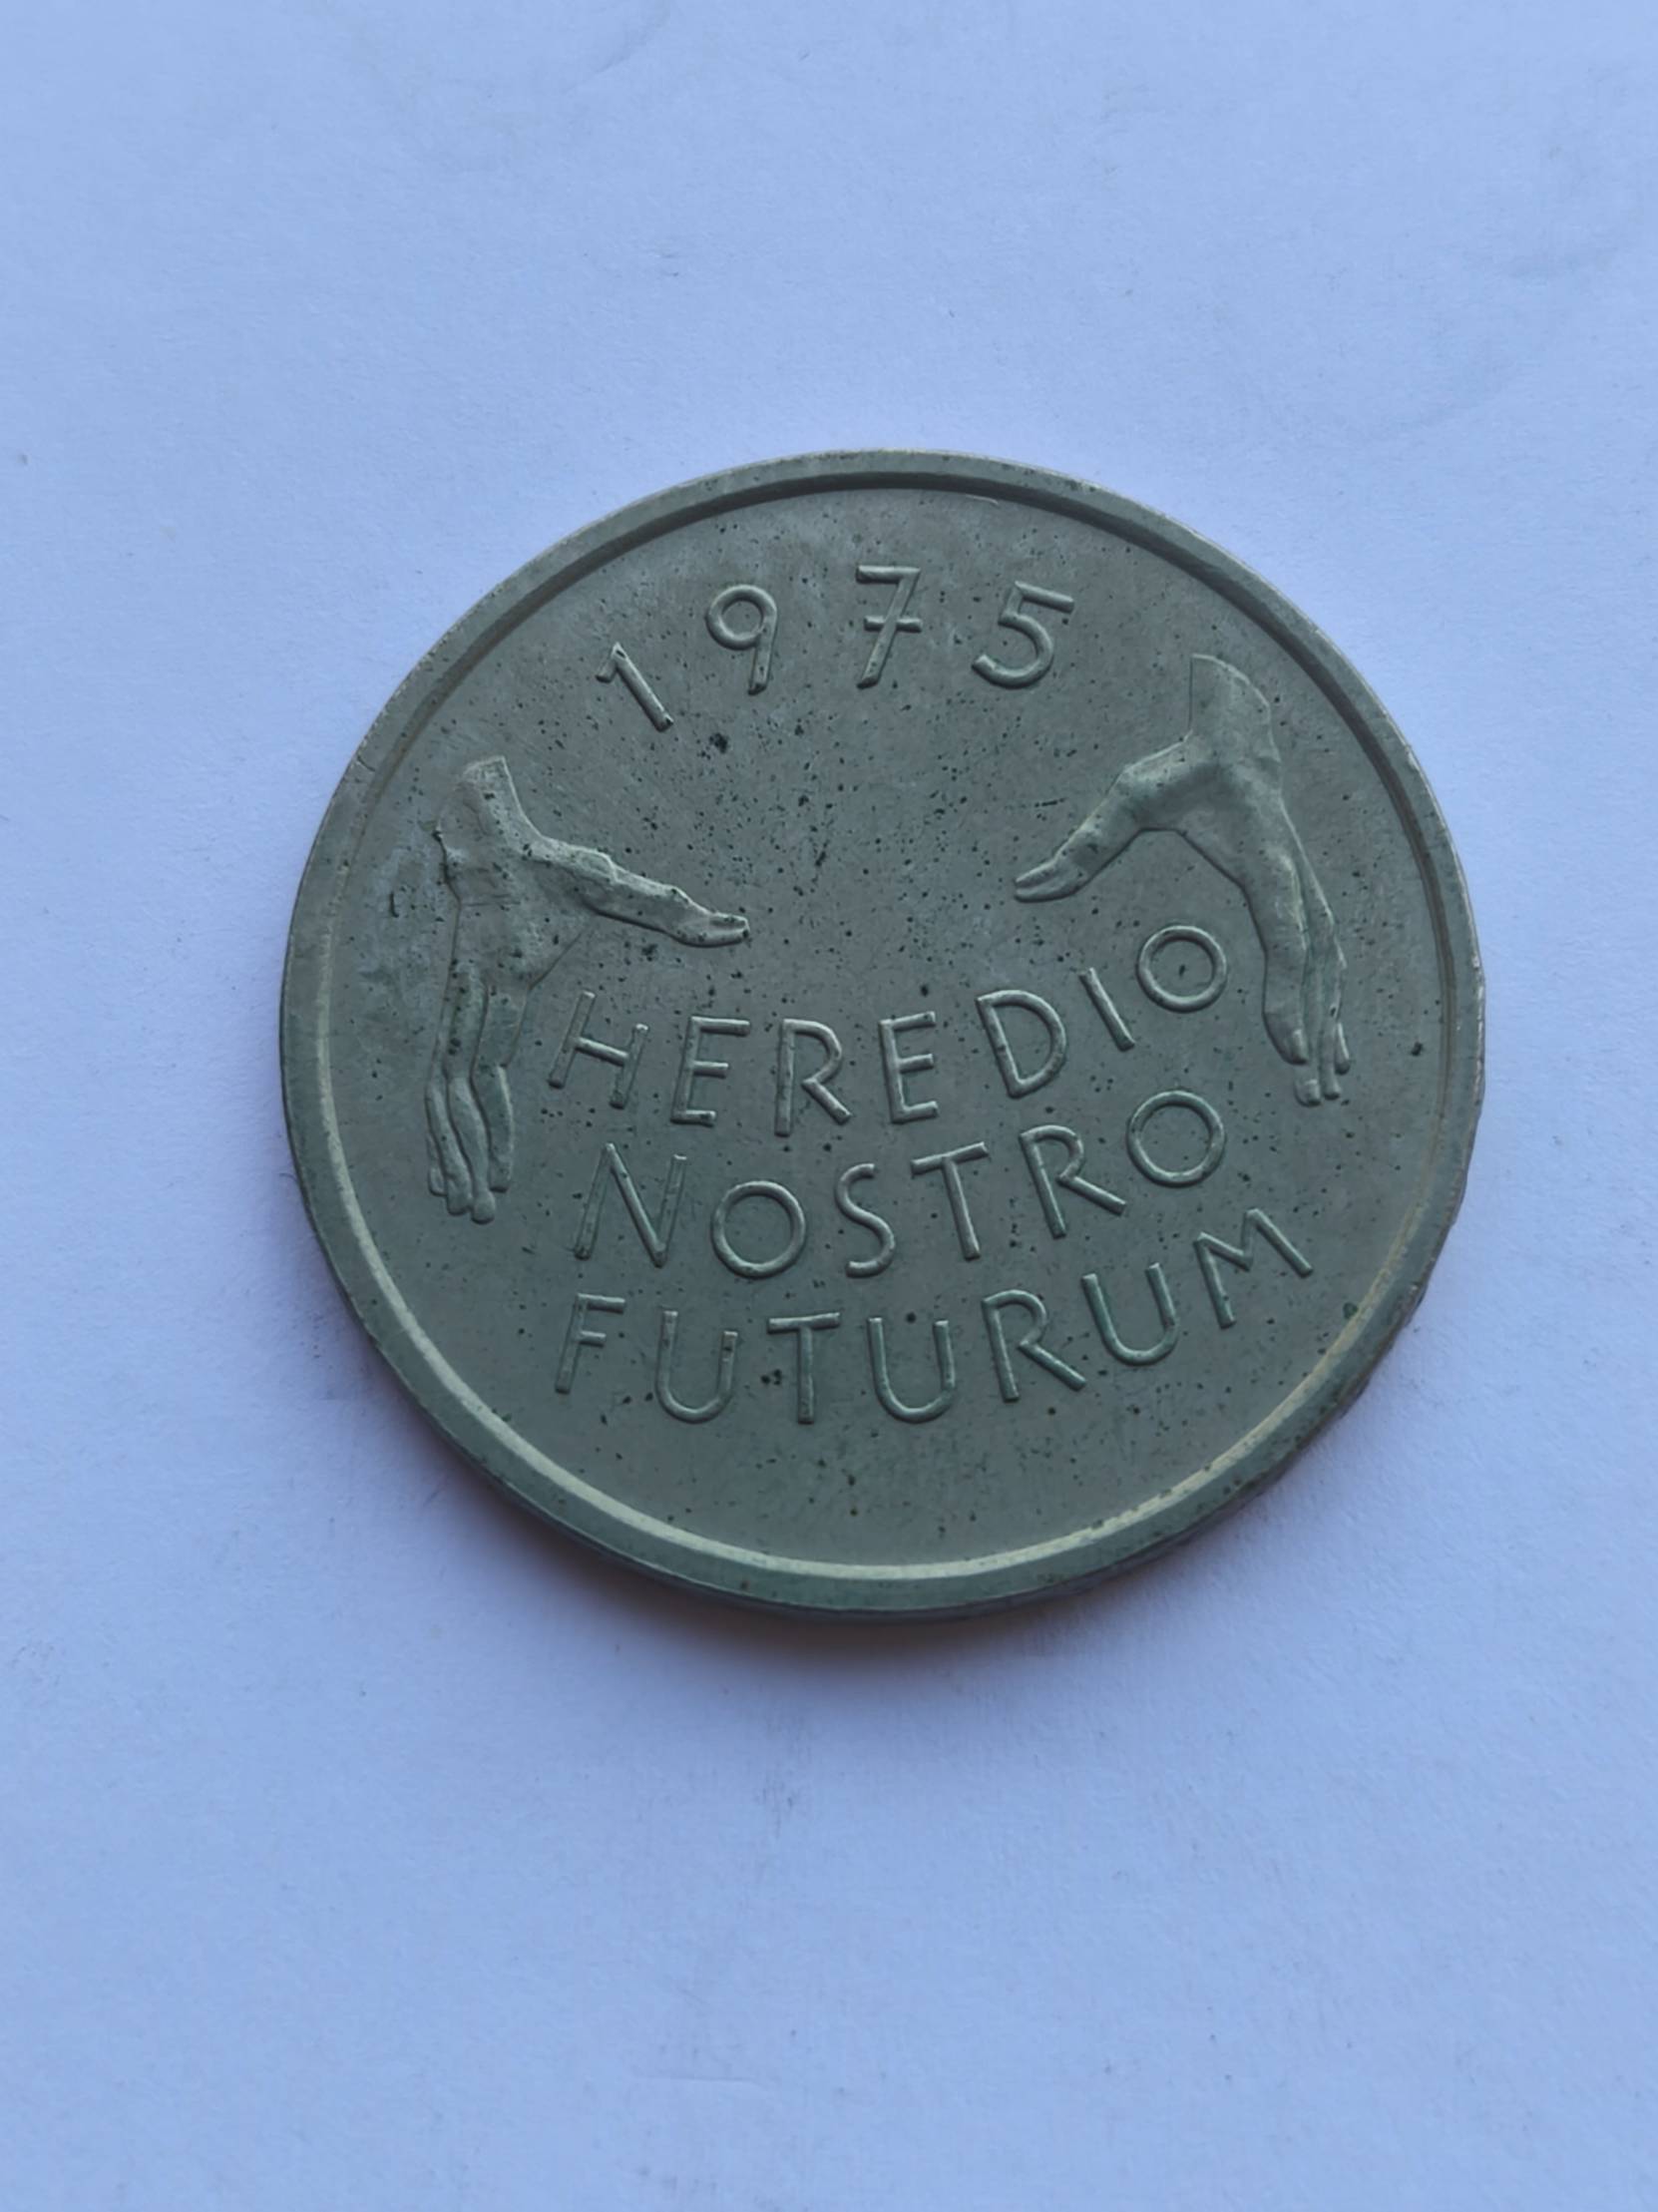 1975
HEREDIO
NOSTRO
FUTURUM